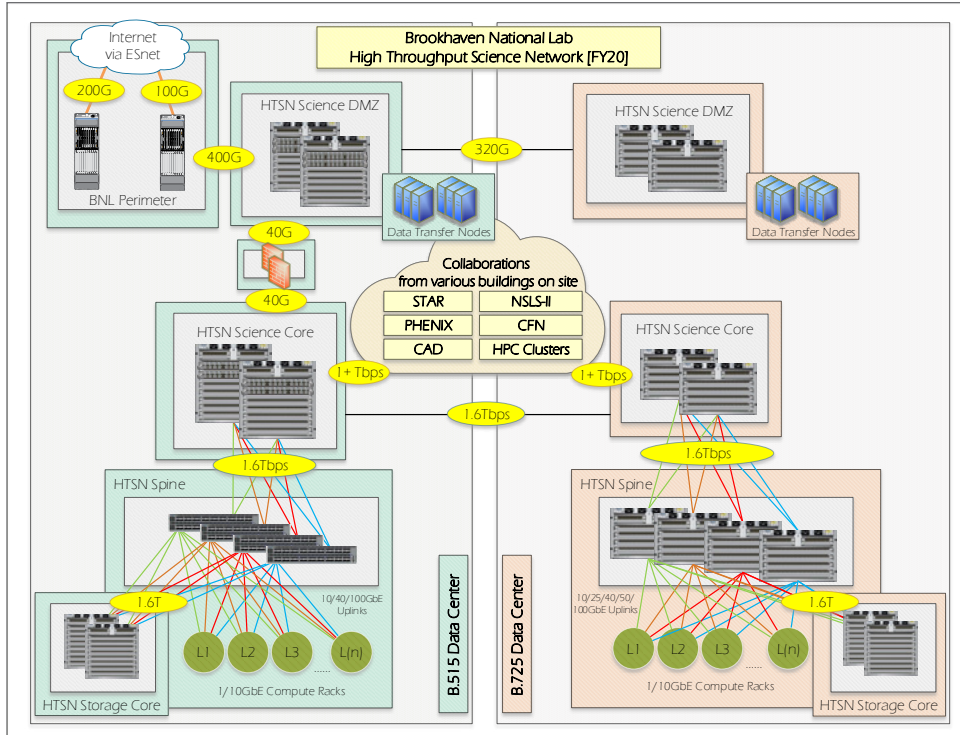 Internet
via ESnet
Brookhaven National Lab
High Throughput Science Network [FY20]
200G
100G
HTSN Science DMZ
HTSN Science DMZ
400G
320G
BNL Perimeter
Data Transfer Nodes
Data Transfer Nodes
40G
Collaborations
from various buildings on site
STAR
NSLS-II
PHENIX
CFN
CAD
HPC Clusters
40G
HTSN Science Core
HTSN Science Core
1+ Tbps
1+ Tbps
1.6Tbps
1.6Tbps
1.6Tbps
HTSN Spine
HTSN Spine
10/40/100GbE
Uplinks
10/25/40/50/
100GbE Uplinks
1.6T
1.6T
B.515 Data Center
B.725 Data Center
L1
L2
L3
......
L(n)
L1
L2
L3
......
L(n)
1/10GbE Compute Racks
1/10GbE Compute Racks
HTSN Storage Core
HTSN Storage Core